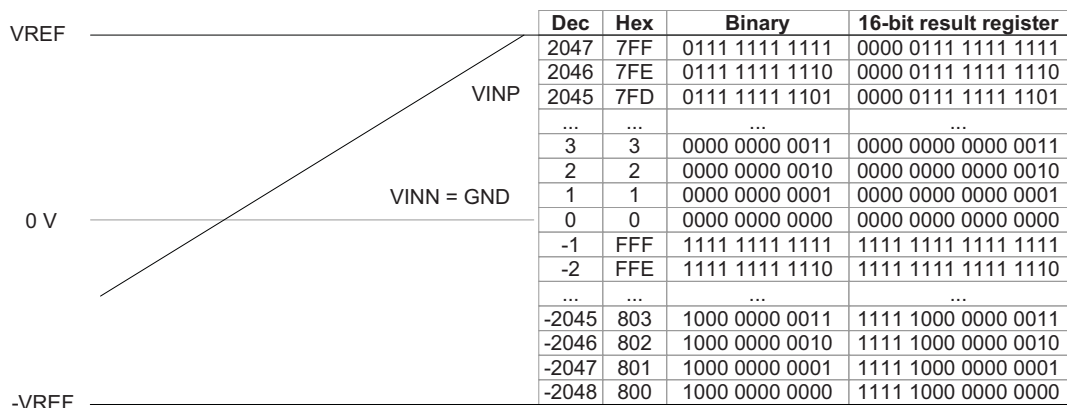 VREF
VINP
VINN = GND
0 V
-VREF
Dec Hex Binary 16-bit result register
2047 7FF 0111 1111 1111 0000 0111 1111 1111
2046 7FE 0111 1111 1110 0000 0111 1111 1110
2045 7FD 0111 1111 1101 0000 0111 1111 1101
... ... ... ...
3 3 0000 0000 0011 0000 0000 0000 0011
2 2 0000 0000 0010 0000 0000 0000 0010
1 1 0000 0000 0001 0000 0000 0000 0001
0 0 0000 0000 0000 0000 0000 0000 0000
-1 FFF 1111 1111 1111 1111 1111 1111 1111
-2 FFE 1111 1111 1110 1111 1111 1111 1110
... ... ... ...
-2045 803 1000 0000 0011 1111 1000 0000 0011
-2046 802 1000 0000 0010 1111 1000 0000 0010
-2047 801 1000 0000 0001 1111 1000 0000 0001
-2048 800 1000 0000 0000 1111 1000 0000 0000